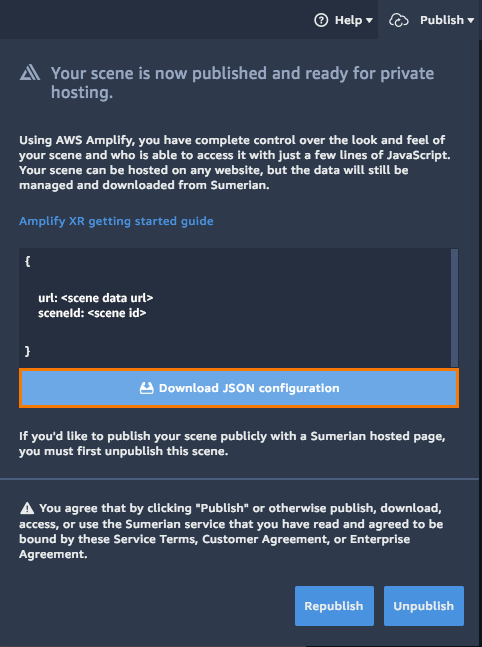 Help ▾ Publish ▾
Your scene is now published and ready for private
hosting.
Using AWS Amplify, you have complete control over the look and feel of
your scene and who is able to access it with just a few lines of JavaScript.
Your scene can be hosted on any website, but the data will still be
managed and downloaded from Sumerian.
Amplify XR getting started guide
{
url: <scene data url>
sceneId: <scene id>
}
Download JSON configuration
If you'd like to publish your scene publicly with a Sumerian hosted page,
you must first unpublish this scene.
You agree that by clicking "Publish" or otherwise publish, download,
access, or use the Sumerian service that you have read and agreed to be
bound by these Service Terms, Customer Agreement, or Enterprise
Agreement.
Republish Unpublish